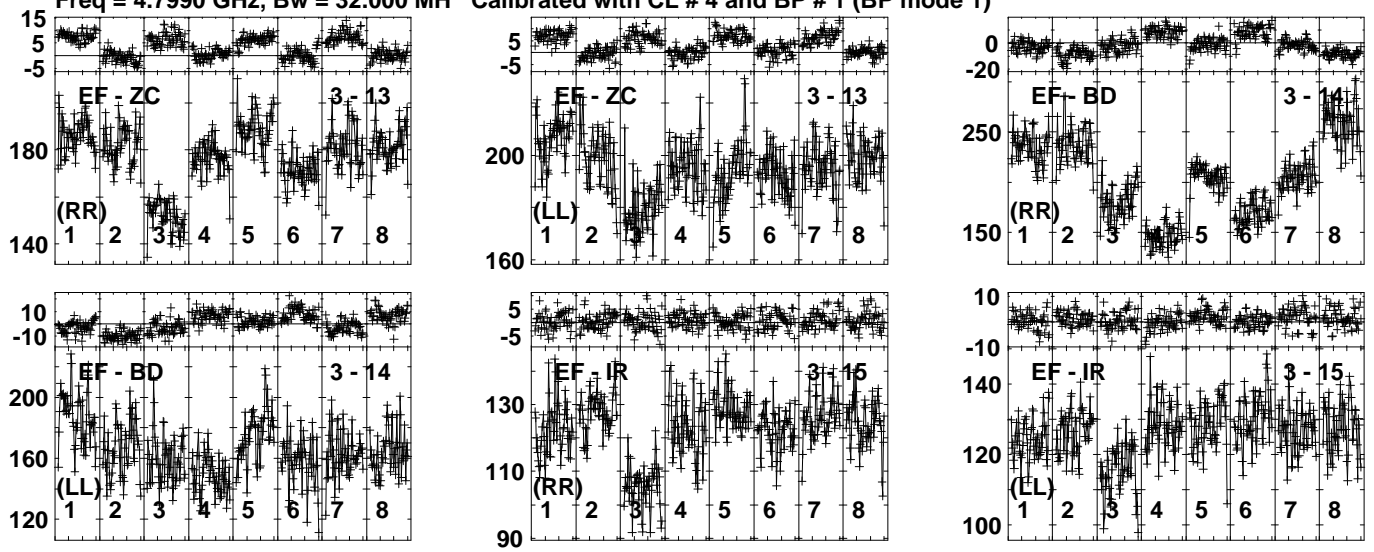 Freq = 4.7990 GHz, Bw = 32.000 MH Calibrated with CL # 4 and BP # 1 (BP mode 1)
15
5
-5
EF - ZC 3 - 13
180
(RR)
140
1 2 3 4 5 6 7 8
5
-5
EF - ZC 3 - 13
200
(LL)
160
1 2 3 4 5 6 7 8
0
-20
EF - BD 3 - 14
250
(RR)
150
1 2 3 4 5 6 7 8
10
-10
EF - BD 3 - 14
200
160
(LL)
120
1 2 3 4 5 6 7 8
5
-5
EF - IR 3 - 15
130
110
(RR)
90
1 2 3 4 5 6 7 8
10
-10
EF - IR 3 - 15
140
120
(LL)
100
1 2 3 4 5 6 7 8